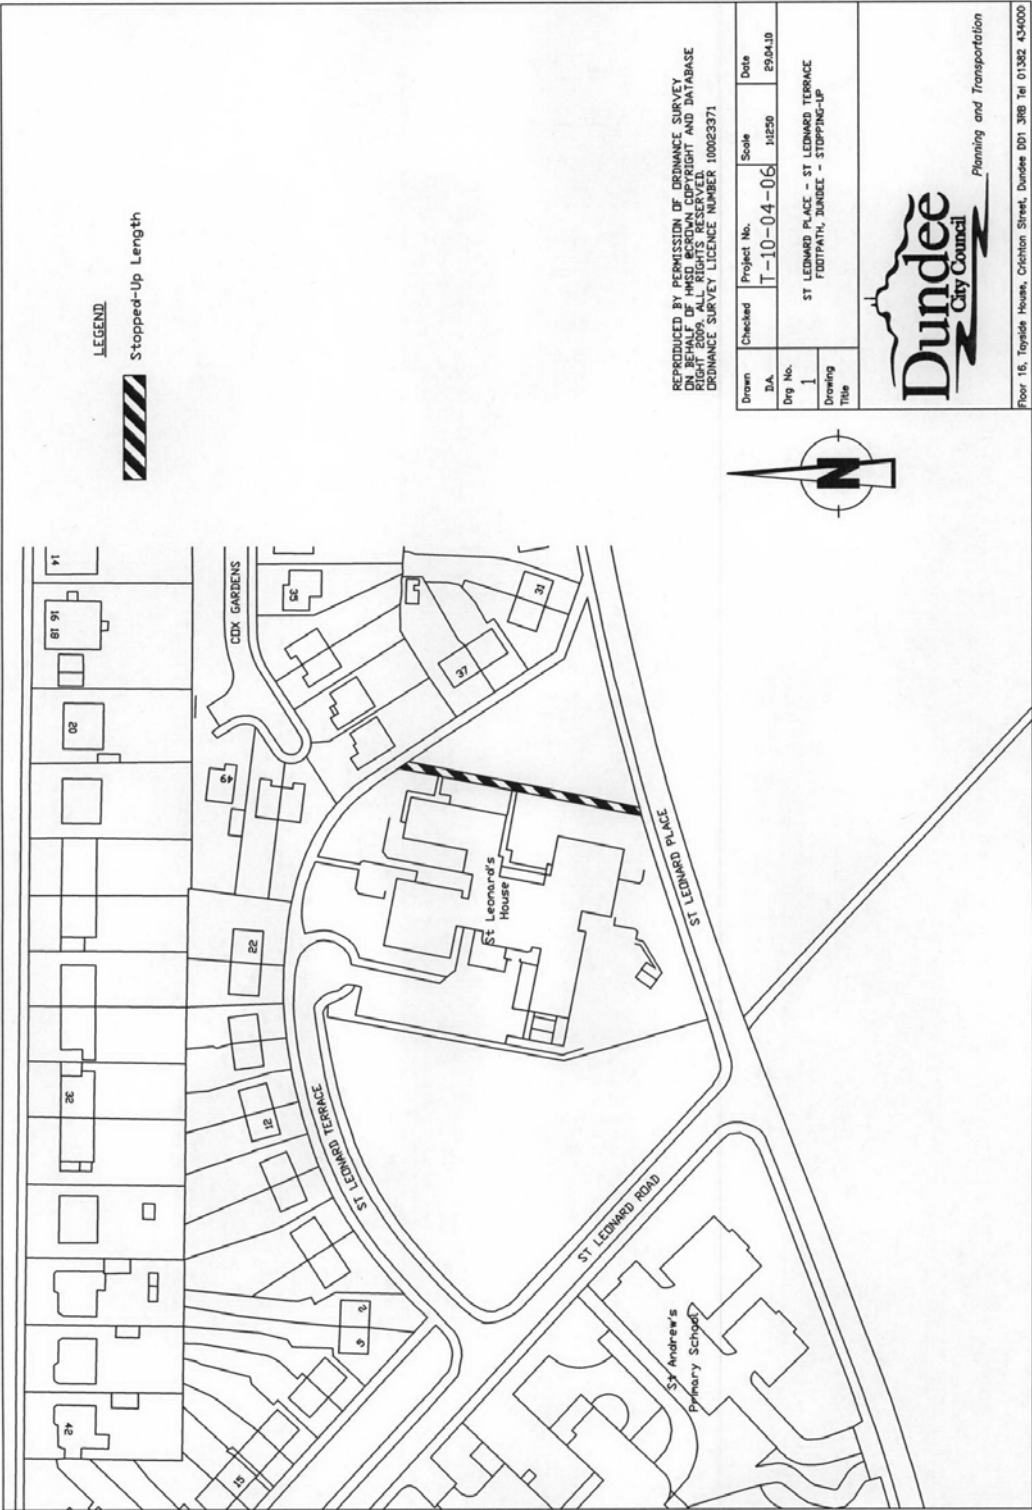 LEGEND
Stopped-Up Length
REPRODUCED BY PERMISSION OF ORDNANCE SURVEY
ON BEHALF OF HMSO ©CROWN COPYRIGHT AND DATABASE
RIGHT 2009. ALL RIGHTS RESERVED.
ORDNANCE SURVEY LICENCE NUMBER 100023371
Drawn
D.A.
Checked
Project No.
T-10-04-06
Scale
1:1250
Date
29.04.10
Drg No.
1
Drawing
Title
ST LEONARD PLACE - ST LEONARD TERRACE
FOOTPATH, DUNDEE - STOPPING-UP
Dundee
City Council
Planning and Transportation
Floor 16, Tayside House, Crichton Street, Dundee DD1 3RB Tel 01382 434000
N
14
16 18
20
32
42
COX GARDENS
35
31
37
49
22
12
2
15
ST LEONARD TERRACE
St Leonard's
House
ST LEONARD PLACE
ST LEONARD ROAD
St Andrew's
Primary School